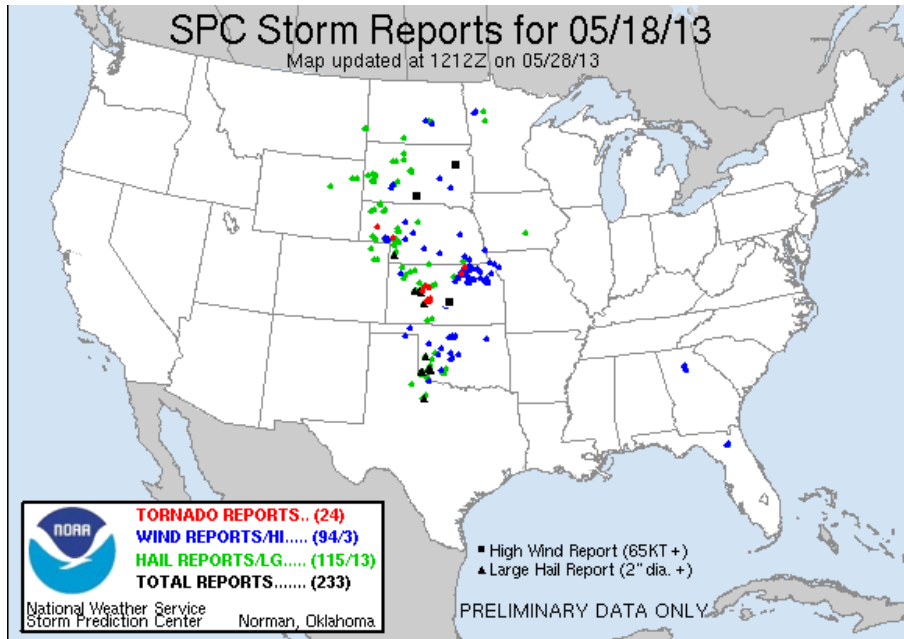 SPC Storm Reports for 05/18/13
Map updated at 1212Z on 05/28/13
NOAA
TORNADO REPORTS.. (24)
WIND REPORTS/HI..... (94/3)
HAIL REPORTS/LG.... (115/13)
TOTAL REPORTS....... (233)
National Weather Service
Storm Prediction Center Norman, Oklahoma
High Wind Report (65KT +)
Large Hail Report (2" dia. +)
PRELIMINARY DATA ONLY